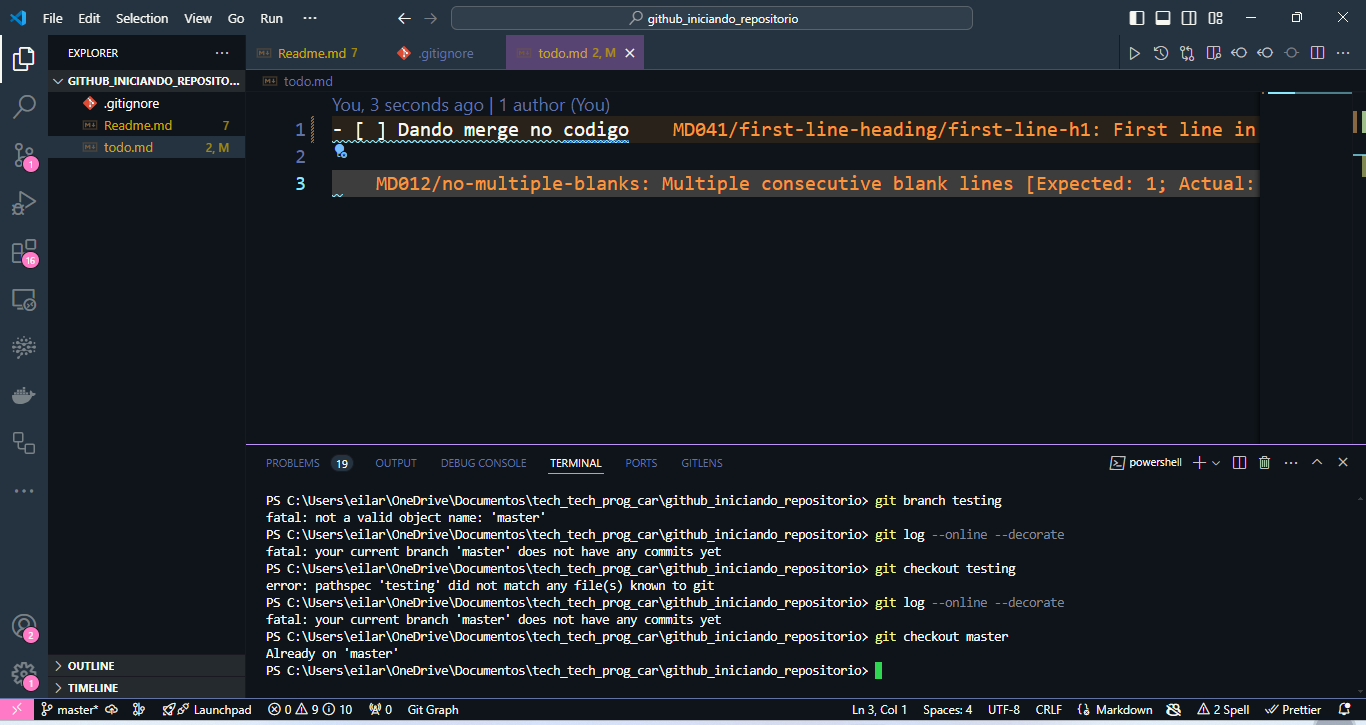 File Edit Selection View Go Run ··· github_iniciando_repositorio
EXPLORER ···
GITHUB_INICIANDO_REPOSITO...
.gitignore
Readme.md 7
todo.md 2, M
Readme.md 7 .gitignore todo.md 2, M
todo.md
You, 3 seconds ago | 1 author (You)
1 - [ ] Dando merge no codigo MD041/first-line-heading/first-line-h1: First line in
2
3 MD012/no-multiple-blanks: Multiple consecutive blank lines [Expected: 1; Actual:
1
16
2
1
PROBLEMS 19 OUTPUT DEBUG CONSOLE TERMINAL PORTS GITLENS powershell
PS C:\Users\eilar\OneDrive\Documentos\tech_tech_prog_car\github_iniciando_repositorio> git branch testing
fatal: not a valid object name: 'master'
PS C:\Users\eilar\OneDrive\Documentos\tech_tech_prog_car\github_iniciando_repositorio> git log --online --decorate
fatal: your current branch 'master' does not have any commits yet
PS C:\Users\eilar\OneDrive\Documentos\tech_tech_prog_car\github_iniciando_repositorio> git checkout testing
error: pathspec 'testing' did not match any file(s) known to git
PS C:\Users\eilar\OneDrive\Documentos\tech_tech_prog_car\github_iniciando_repositorio> git log --online --decorate
fatal: your current branch 'master' does not have any commits yet
PS C:\Users\eilar\OneDrive\Documentos\tech_tech_prog_car\github_iniciando_repositorio> git checkout master
Already on 'master'
PS C:\Users\eilar\OneDrive\Documentos\tech_tech_prog_car\github_iniciando_repositorio>
OUTLINE
TIMELINE
master* Launchpad 0 9 10 0 Git Graph Ln 3, Col 1 Spaces: 4 UTF-8 CRLF Markdown 2 Spell Prettier